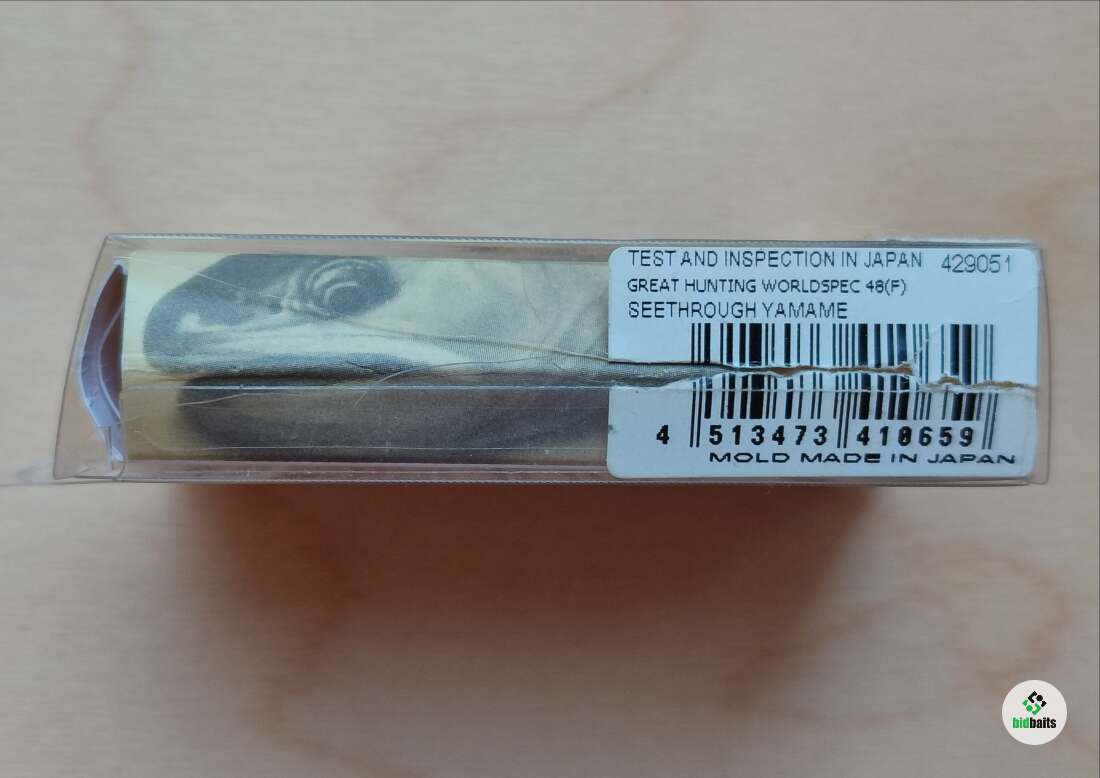 TEST AND INSPECTION IN JAPAN 429051
GREAT HUNTING WORLDSPEC 48(F)
SEETHROUGH YAMAME
4 513473 410659
MOLD MADE IN JAPAN
bidbaits